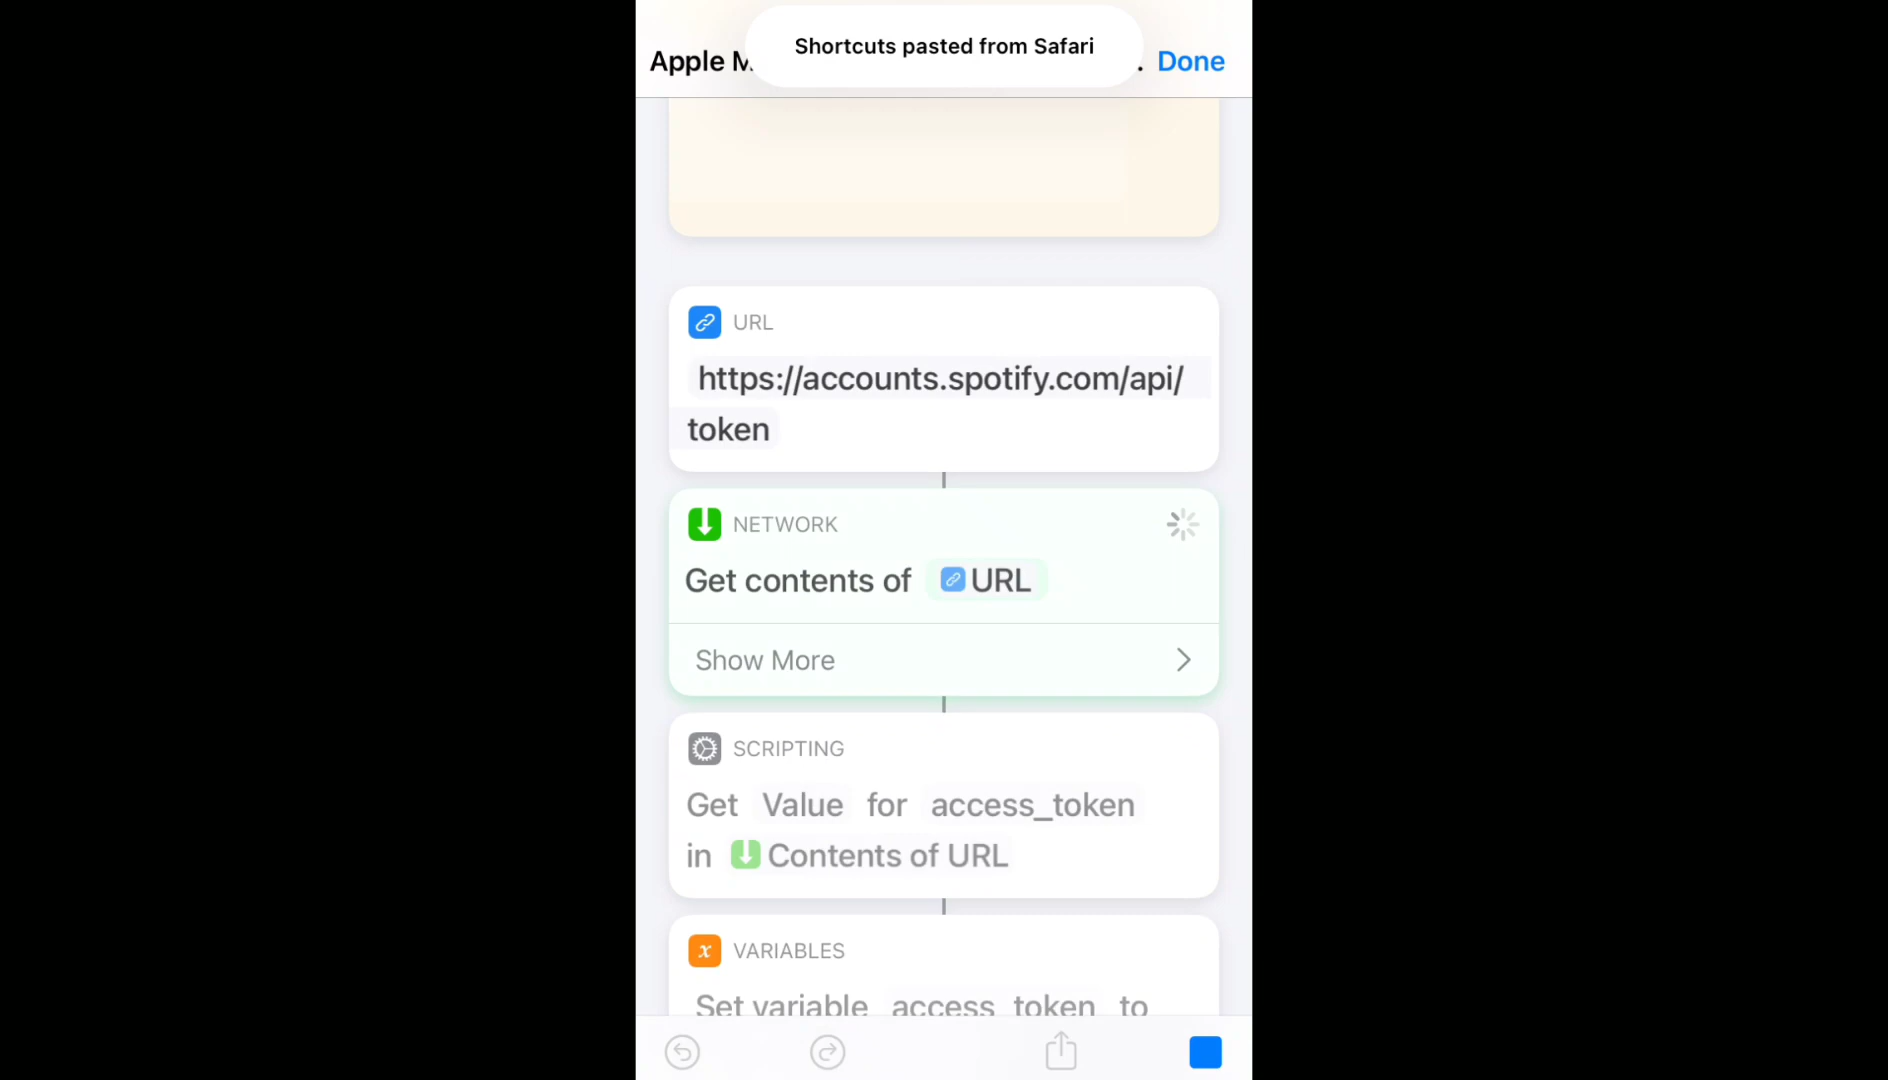 Shortcuts pasted from Safari
Apple M . Done
URL
https://accounts.spotify.com/api/
token
NETWORK
Get contents of URL
Show More
SCRIPTING
Get Value for access_token
in Contents of URL
VARIABLES
Set variable access_token to